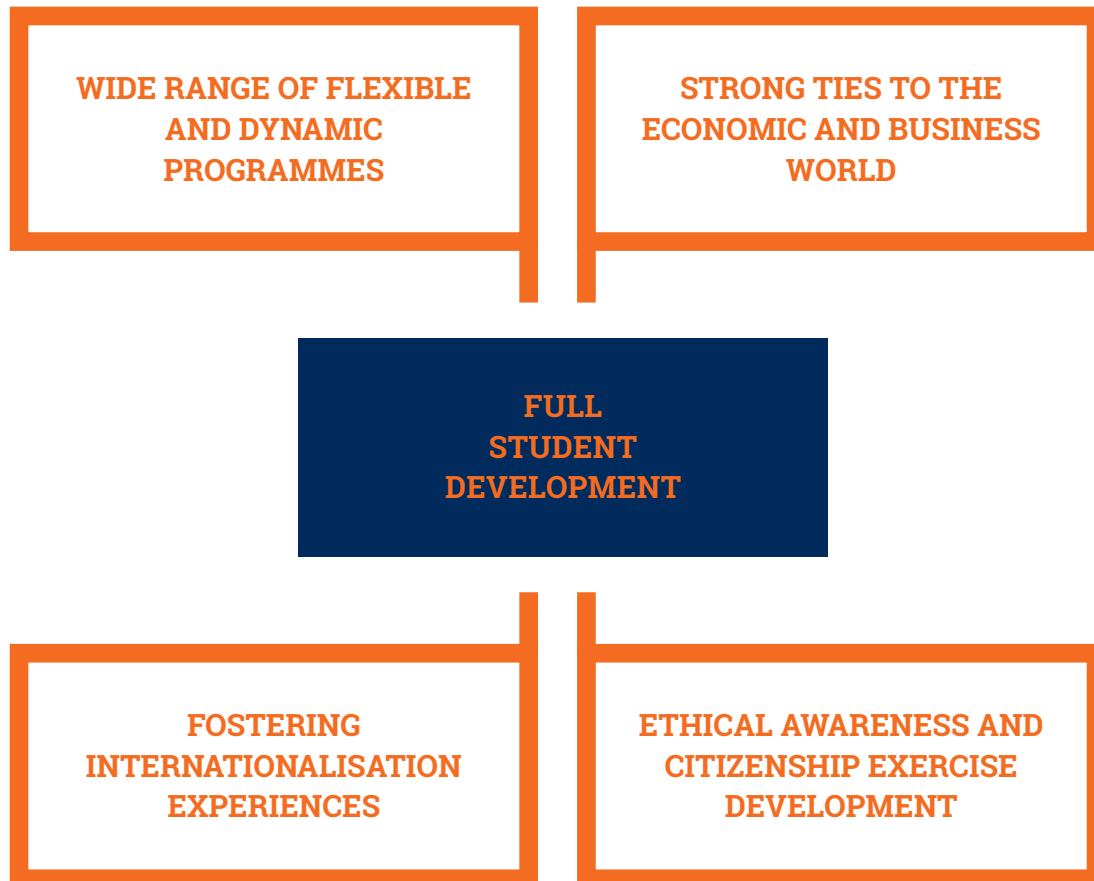 WIDE RANGE OF FLEXIBLE
AND DYNAMIC
PROGRAMMES
STRONG TIES TO THE
ECONOMIC AND BUSINESS
WORLD
FULL
STUDENT
DEVELOPMENT
FOSTERING
INTERNATIONALISATION
EXPERIENCES
ETHICAL AWARENESS AND
CITIZENSHIP EXERCISE
DEVELOPMENT